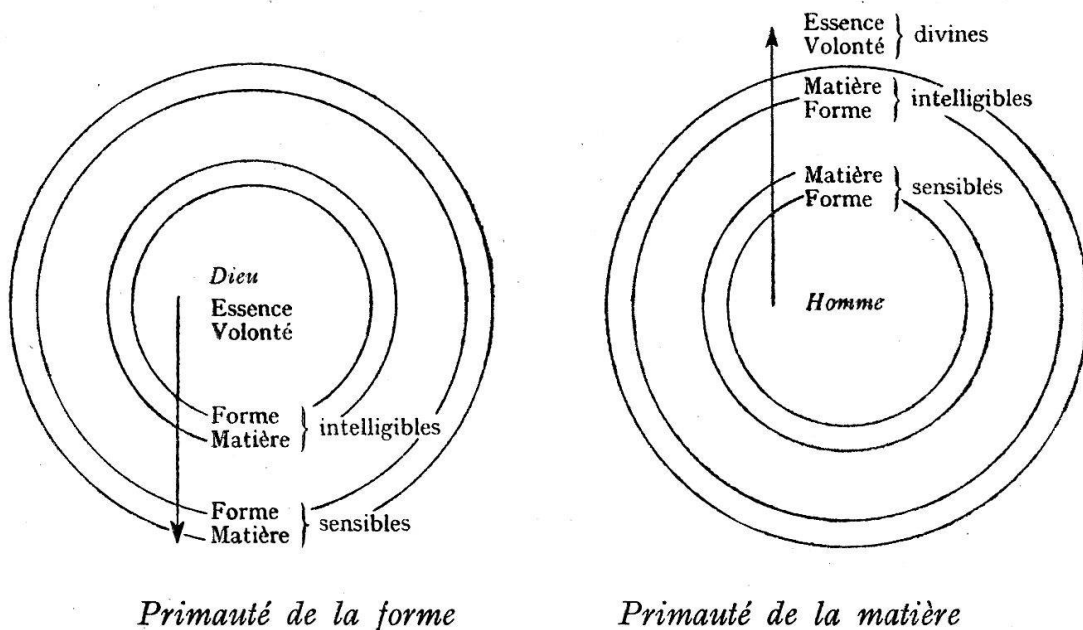 Dieu
Essence
Volonté
Forme
Matière } intelligibles
Forme
Matière } sensibles
Primauté de la forme
Essence
Volonté } divines
Matière
Forme } intelligibles
Matière
Forme } sensibles
Homme
Primauté de la matière